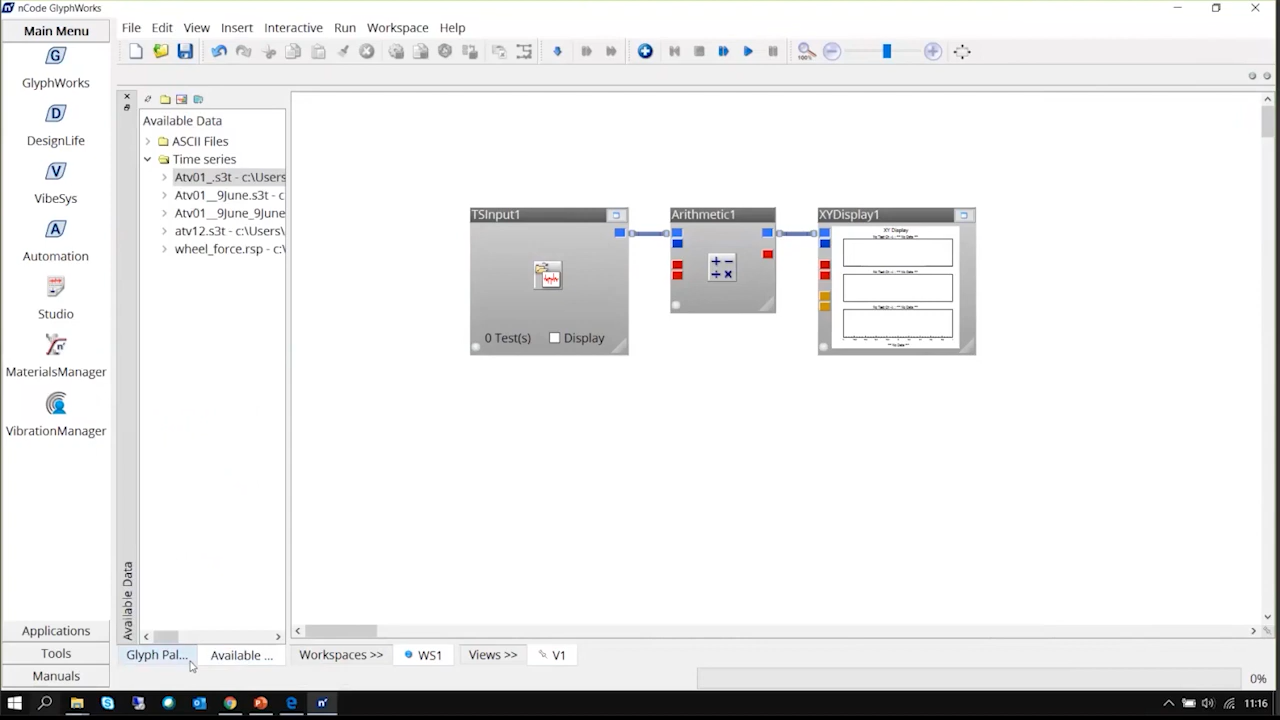 nCode GlyphWorks
Main Menu
File Edit View Insert Interactive Run Workspace Help
100%
GlyphWorks
DesignLife
VibeSys
Automation
Studio
MaterialsManager
VibrationManager
Applications
Tools
Manuals
Available Data
Available Data
ASCII Files
Time series
Atv01_.s3t - c:\Users
Atv01__9June.s3t - c
Atv01__9June_9June
atv12.s3t - c:\Users\
wheel_force.rsp - c:\
TSInput1
0 Test(s) Display
Arithmetic1
XYDisplay1
XY Display
Glyph Pal...
Available ...
Workspaces >>
WS1
Views >>
V1
0%
11:16